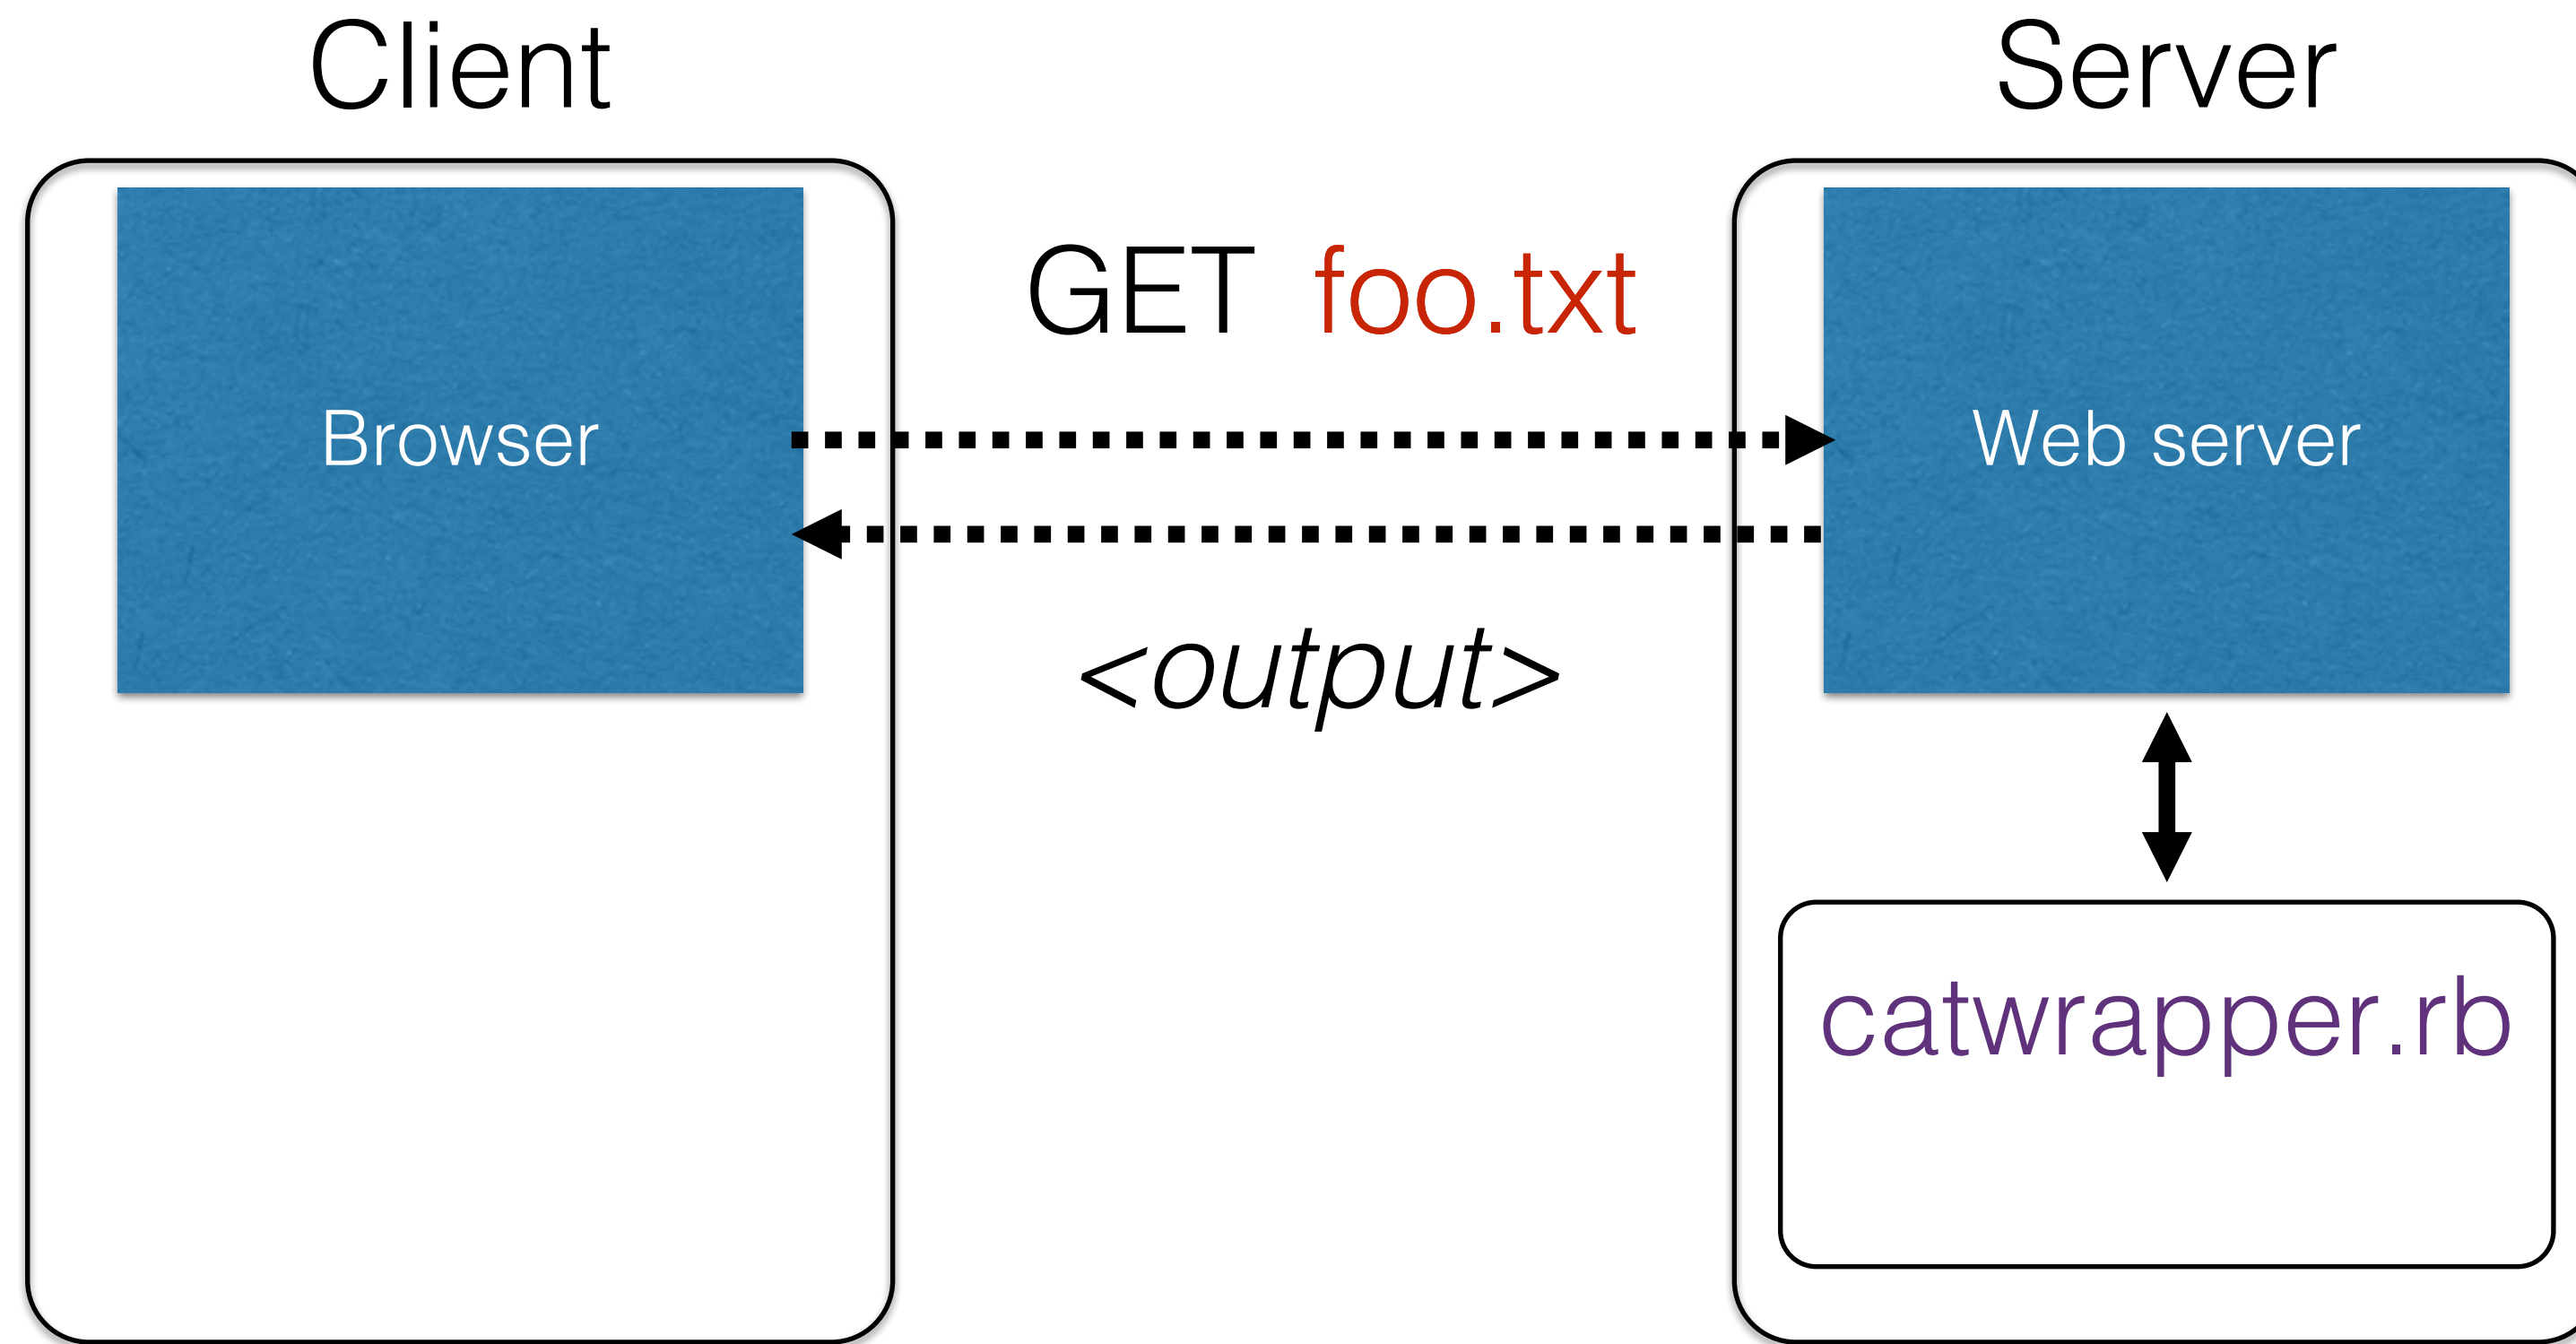 Client
Server
GET foo.txt
Browser
Web server
<output>
catwrapper.rb